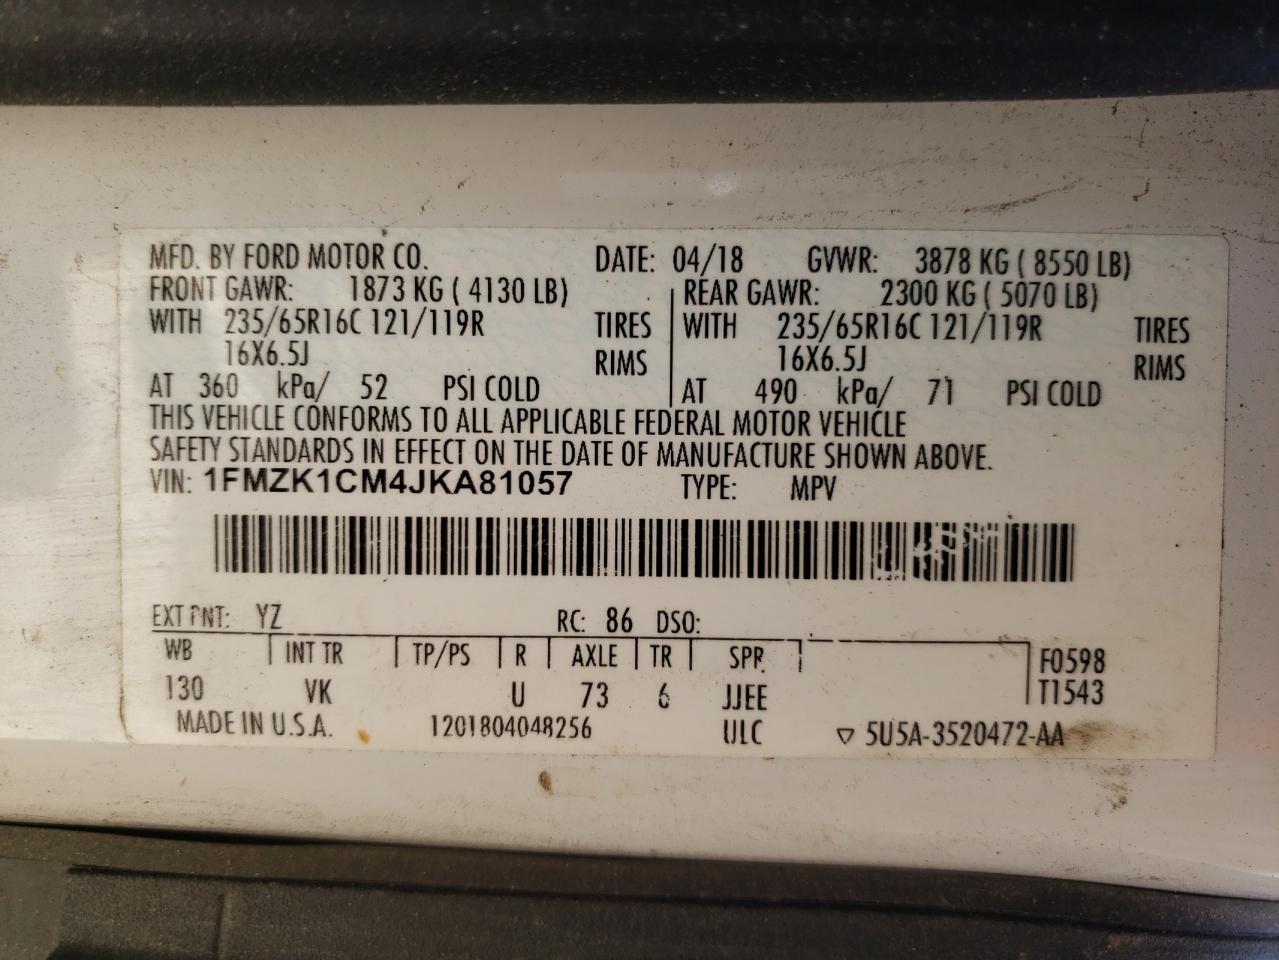 MFD. BY FORD MOTOR CO. DATE: 04/18 GVWR: 3878 KG ( 8550 LB)
FRONT GAWR: 1873 KG ( 4130 LB) REAR GAWR: 2300 KG ( 5070 LB)
WITH 235/65R16C 121/119R TIRES WITH 235/65R16C 121/119R TIRES
16X6.5J RIMS 16X6.5J RIMS
AT 360 kPa/ 52 PSI COLD AT 490 kPa/ 71 PSI COLD
THIS VEHICLE CONFORMS TO ALL APPLICABLE FEDERAL MOTOR VEHICLE
SAFETY STANDARDS IN EFFECT ON THE DATE OF MANUFACTURE SHOWN ABOVE.
VIN: 1FMZK1CM4JKA81057 TYPE: MPV
EXT PNT: YZ RC: 86 DSO:
WB INT TR TP/PS R AXLE TR SPR F0598
130 VK U 73 6 JJEE T1543
MADE IN U.S.A. 1201804048256 ULC ▽ 5U5A-3520472-AA